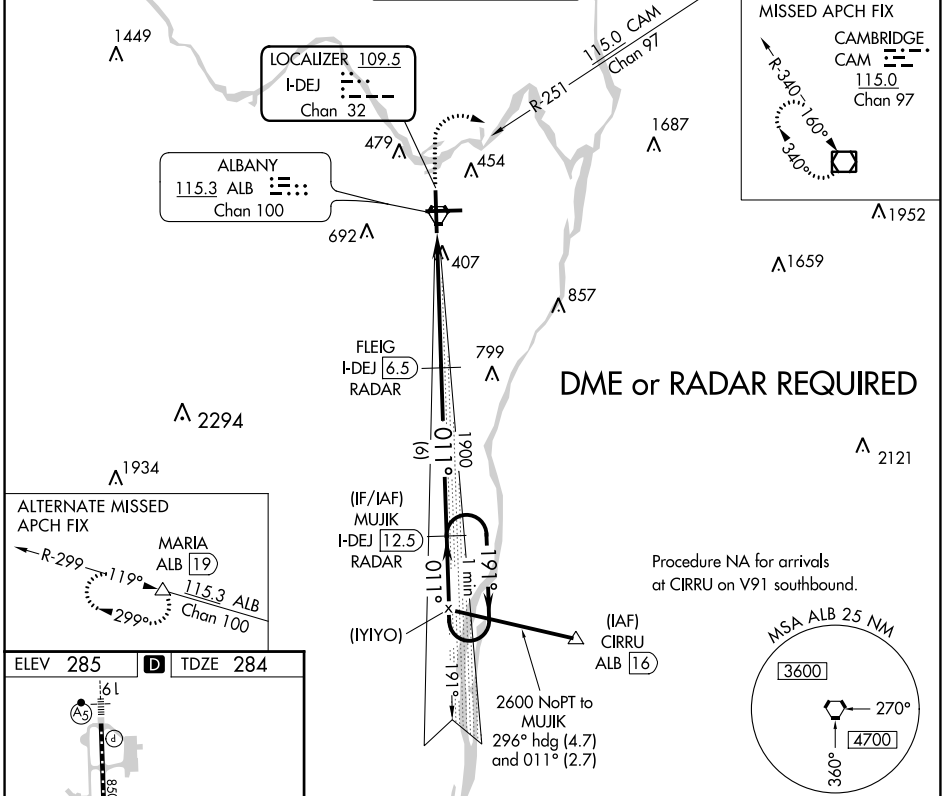 1449
LOCALIZER 109.5
I-DEJ
Chan 32
115.0 CAM
Chan 97
R-251
MISSED APCH FIX
CAMBRIDGE
CAM
115.0
Chan 97
R-340
160°
340°
479
454
1687
ALBANY
115.3 ALB
Chan 100
692
407
1952
1659
857
FLEIG
I-DEJ 6.5
RADAR
799
DME or RADAR REQUIRED
2294
011°
(6)
1900
2121
1934
ALTERNATE MISSED
APCH FIX
R-299
119°
299°
MARIA
ALB 19
115.3 ALB
Chan 100
(IF/IAF)
MUJIK
I-DEJ 12.5
RADAR
011°
1 min
191°
(IYIYO)
191°
Procedure NA for arrivals
at CIRRU on V91 southbound.
(IAF)
CIRRU
ALB 16
2600 NoPT to
MUJIK
296° hdg (4.7)
and 011° (2.7)
MSA ALB 25 NM
3600
270°
4700
360°
ELEV 285
D
TDZE 284
19
A5
P